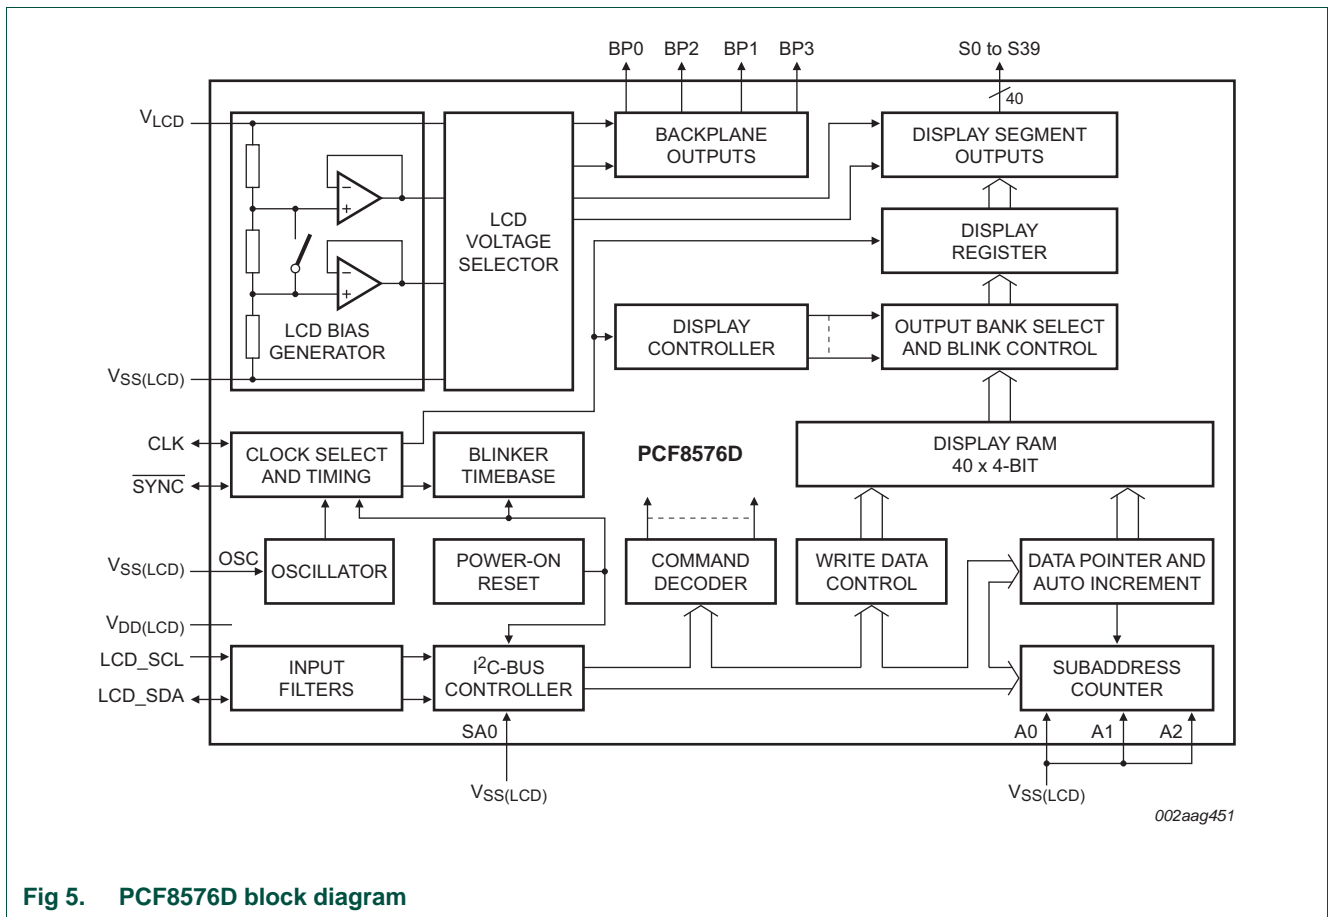 BP0 BP2 BP1 BP3 S0 to S39
40
VLCD
BACKPLANE
OUTPUTS
DISPLAY SEGMENT
OUTPUTS
−
+
LCD
VOLTAGE
SELECTOR
DISPLAY
REGISTER
−
+
LCD BIAS
GENERATOR
DISPLAY
CONTROLLER
OUTPUT BANK SELECT
AND BLINK CONTROL
VSS(LCD)
CLK
SYNC
CLOCK SELECT
AND TIMING
BLINKER
TIMEBASE
PCF8576D
DISPLAY RAM
40 x 4-BIT
VSS(LCD)
OSC
OSCILLATOR
POWER-ON
RESET
COMMAND
DECODER
WRITE DATA
CONTROL
DATA POINTER AND
AUTO INCREMENT
VDD(LCD)
LCD_SCL
LCD_SDA
INPUT
FILTERS
I2C-BUS
CONTROLLER
SUBADDRESS
COUNTER
SA0
A0 A1 A2
VSS(LCD)
VSS(LCD)
002aag451
Fig 5. PCF8576D block diagram